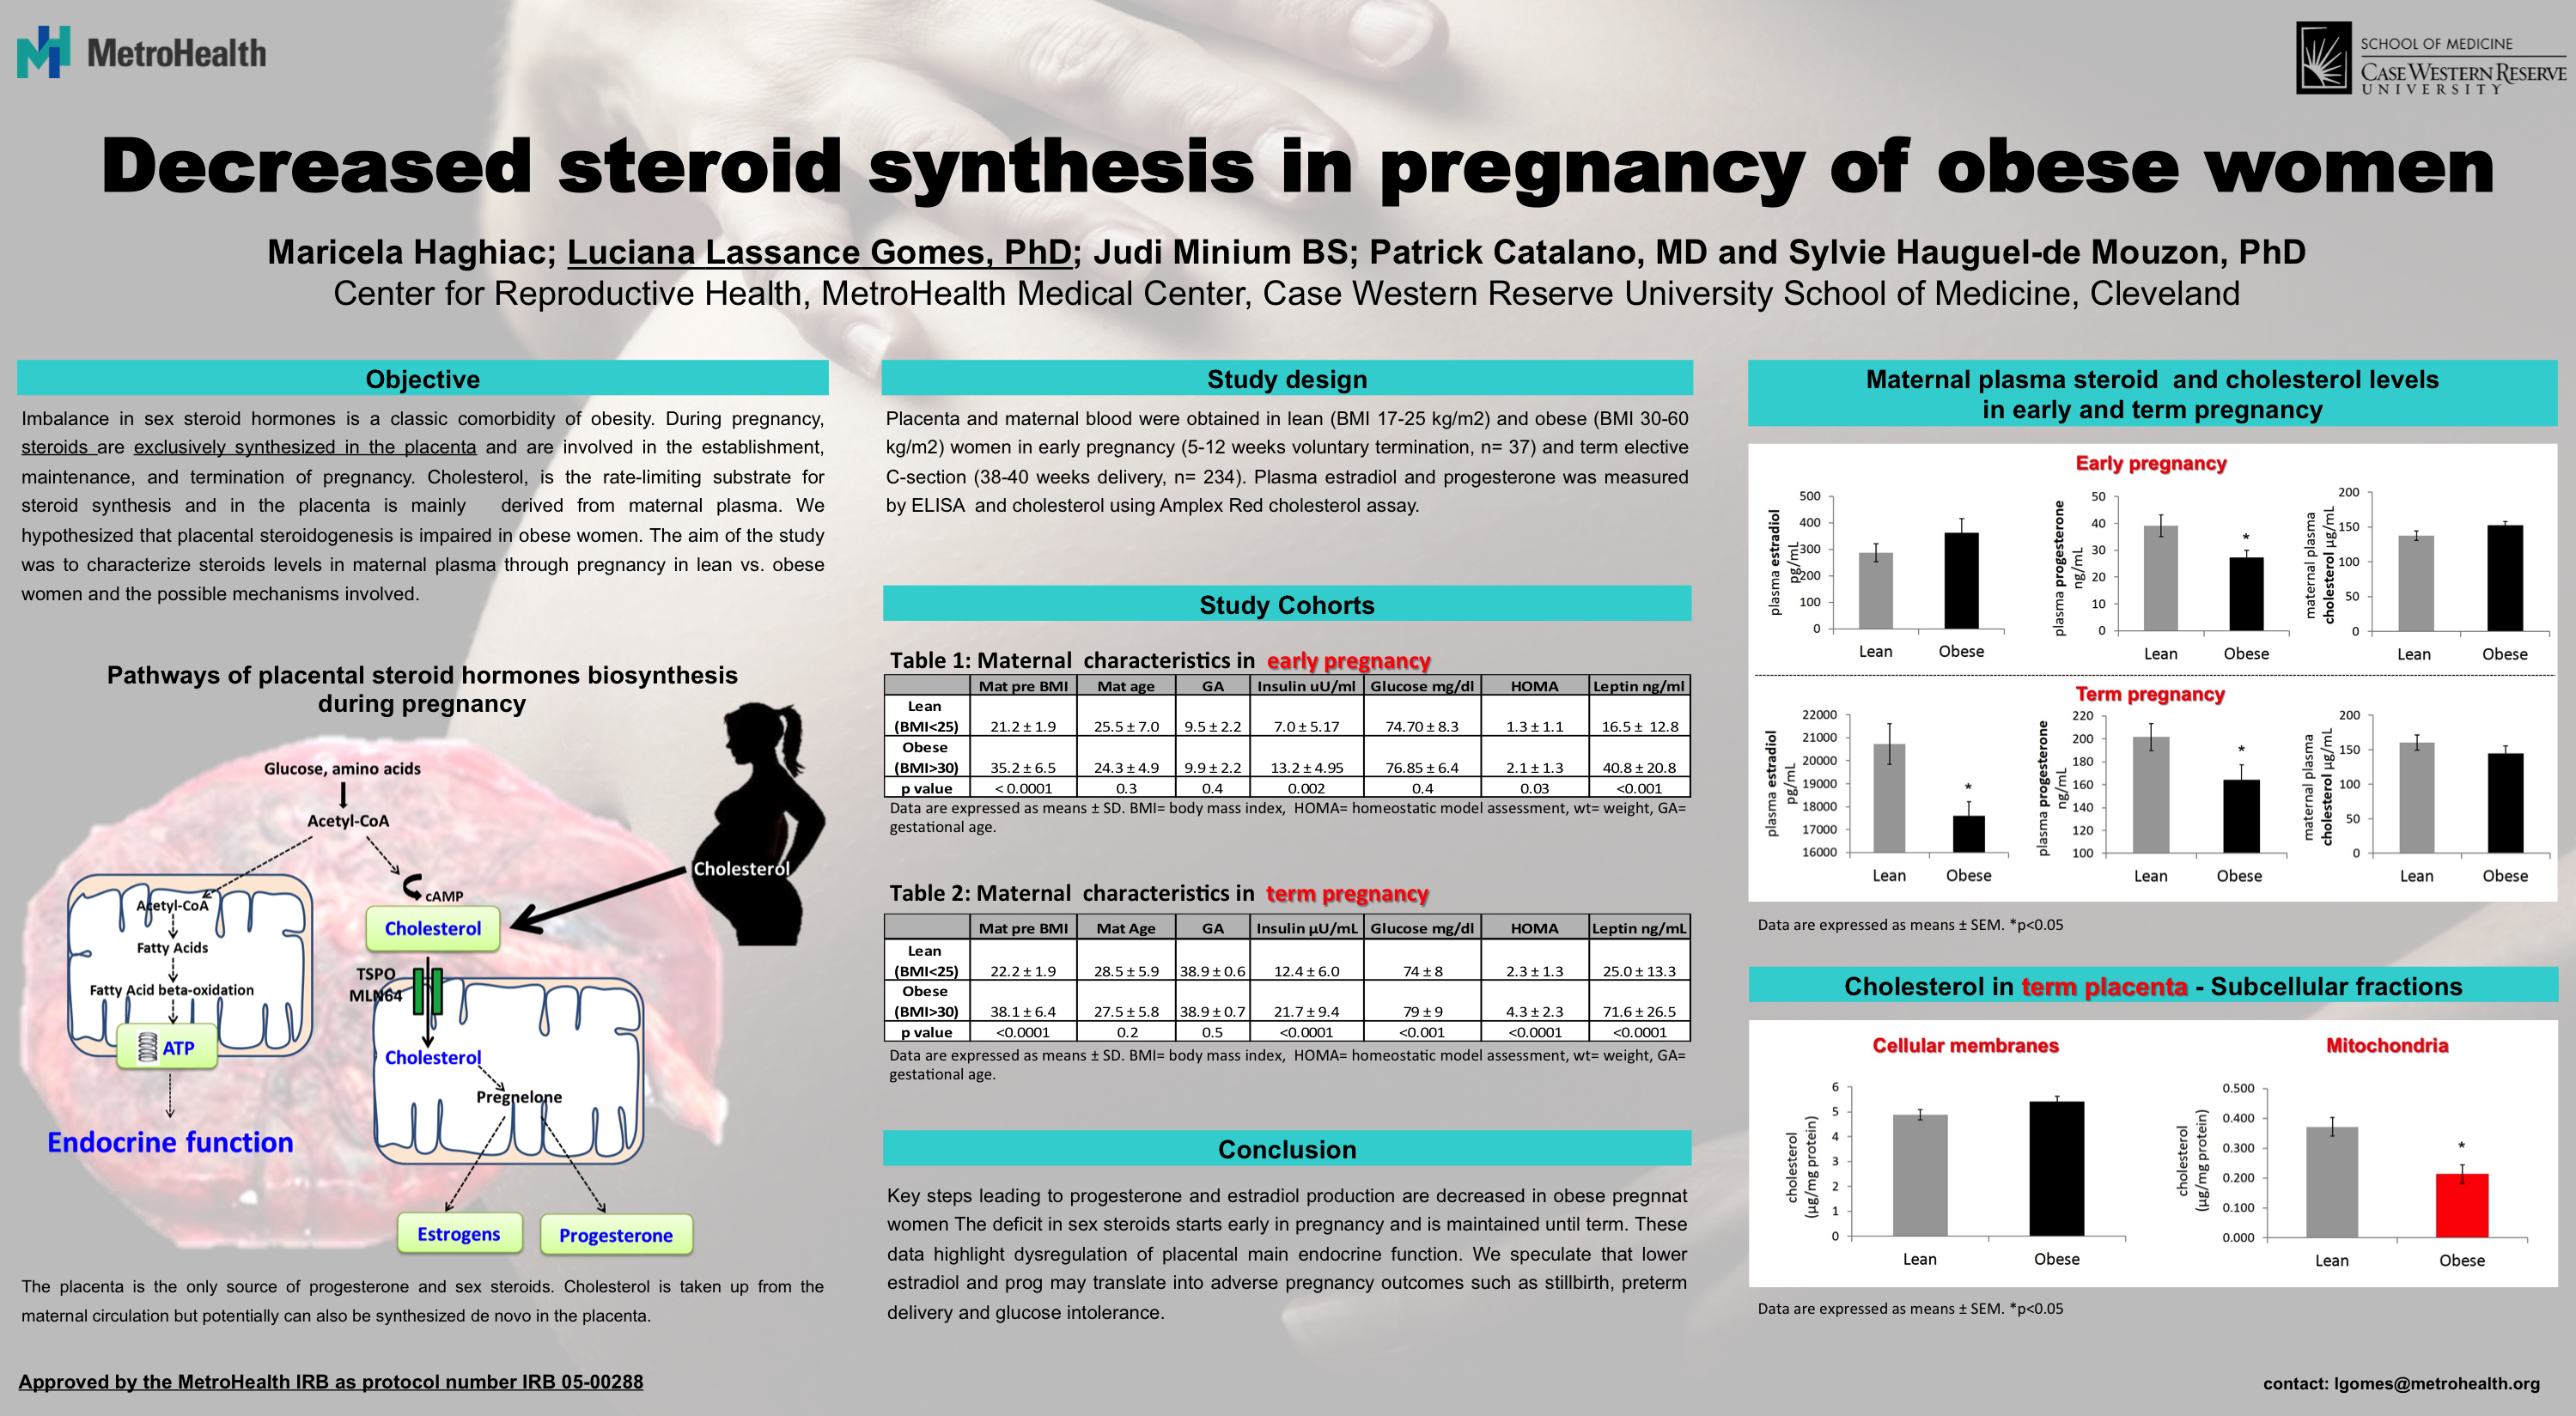 MetroHealth
SCHOOL OF MEDICINE
CASE WESTERN RESERVE
UNIVERSITY
Decreased steroid synthesis in pregnancy of obese women
Maricela Haghiac; Luciana Lassance Gomes, PhD; Judi Minium BS; Patrick Catalano, MD and Sylvie Hauguel-de Mouzon, PhD
Center for Reproductive Health, MetroHealth Medical Center, Case Western Reserve University School of Medicine, Cleveland
Objective
Imbalance in sex steroid hormones is a classic comorbidity of obesity. During pregnancy,
steroids are exclusively synthesized in the placenta and are involved in the establishment,
maintenance, and termination of pregnancy. Cholesterol, is the rate-limiting substrate for
steroid synthesis and in the placenta is mainly derived from maternal plasma. We
hypothesized that placental steroidogenesis is impaired in obese women. The aim of the study
was to characterize steroids levels in maternal plasma through pregnancy in lean vs. obese
women and the possible mechanisms involved.
Pathways of placental steroid hormones biosynthesis
during pregnancy
Glucose, amino acids
Acetyl-CoA
Cholesterol
cAMP
Acetyl-CoA
Cholesterol
Fatty Acids
TSPO
MLN64
Fatty Acid beta-oxidation
ATP
Cholesterol
Pregnelone
Endocrine function
Estrogens
Progesterone
The placenta is the only source of progesterone and sex steroids. Cholesterol is taken up from the
maternal circulation but potentially can also be synthesized de novo in the placenta.
Approved by the MetroHealth IRB as protocol number IRB 05-00288
Study design
Placenta and maternal blood were obtained in lean (BMI 17-25 kg/m2) and obese (BMI 30-60
kg/m2) women in early pregnancy (5-12 weeks voluntary termination, n= 37) and term elective
C-section (38-40 weeks delivery, n= 234). Plasma estradiol and progesterone was measured
by ELISA and cholesterol using Amplex Red cholesterol assay.
Study Cohorts
Table 1: Maternal characteristics in early pregnancy
Mat pre BMI Mat age GA Insulin uU/ml Glucose mg/dl HOMA Leptin ng/ml
Lean
(BMI<25) 21.2 ± 1.9 25.5 ± 7.0 9.5 ± 2.2 7.0 ± 5.17 74.70 ± 8.3 1.3 ± 1.1 16.5 ± 12.8
Obese
(BMI>30) 35.2 ± 6.5 24.3 ± 4.9 9.9 ± 2.2 13.2 ± 4.95 76.85 ± 6.4 2.1 ± 1.3 40.8 ± 20.8
p value < 0.0001 0.3 0.4 0.002 0.4 0.03 <0.001
Data are expressed as means ± SD. BMI= body mass index, HOMA= homeostatic model assessment, wt= weight, GA=
gestational age.
Table 2: Maternal characteristics in term pregnancy
Mat pre BMI Mat Age GA Insulin µU/mL Glucose mg/dl HOMA Leptin ng/mL
Lean
(BMI<25) 22.2 ± 1.9 28.5 ± 5.9 38.9 ± 0.6 12.4 ± 6.0 74 ± 8 2.3 ± 1.3 25.0 ± 13.3
Obese
(BMI>30) 38.1 ± 6.4 27.5 ± 5.8 38.9 ± 0.7 21.7 ± 9.4 79 ± 9 4.3 ± 2.3 71.6 ± 26.5
p value <0.0001 0.2 0.5 <0.0001 <0.001 <0.0001 <0.0001
Data are expressed as means ± SD. BMI= body mass index, HOMA= homeostatic model assessment, wt= weight, GA=
gestational age.
Conclusion
Key steps leading to progesterone and estradiol production are decreased in obese pregnnat
women The deficit in sex steroids starts early in pregnancy and is maintained until term. These
data highlight dysregulation of placental main endocrine function. We speculate that lower
estradiol and prog may translate into adverse pregnancy outcomes such as stillbirth, preterm
delivery and glucose intolerance.
Maternal plasma steroid and cholesterol levels
in early and term pregnancy
Early pregnancy
plasma estradiol
pg/mL
500
400
300
200
100
0
Lean Obese
plasma progesterone
ng/mL
50
40
30
20
10
0
*
Lean Obese
maternal plasma
cholesterol µg/mL
200
150
100
50
0
Lean Obese
Term pregnancy
plasma estradiol
pg/mL
22000
21000
20000
19000
18000
17000
16000
*
Lean Obese
plasma progesterone
ng/mL
220
200
180
160
140
120
100
*
Lean Obese
maternal plasma
cholesterol µg/mL
200
150
100
50
0
Lean Obese
Data are expressed as means ± SEM. *p<0.05
Cholesterol in term placenta - Subcellular fractions
Cellular membranes
cholesterol
(µg/mg protein)
6
5
4
3
2
1
0
Lean Obese
Mitochondria
cholesterol
(µg/mg protein)
0.500
0.400
0.300
0.200
0.100
0.000
*
Lean Obese
Data are expressed as means ± SEM. *p<0.05
contact: lgomes@metrohealth.org